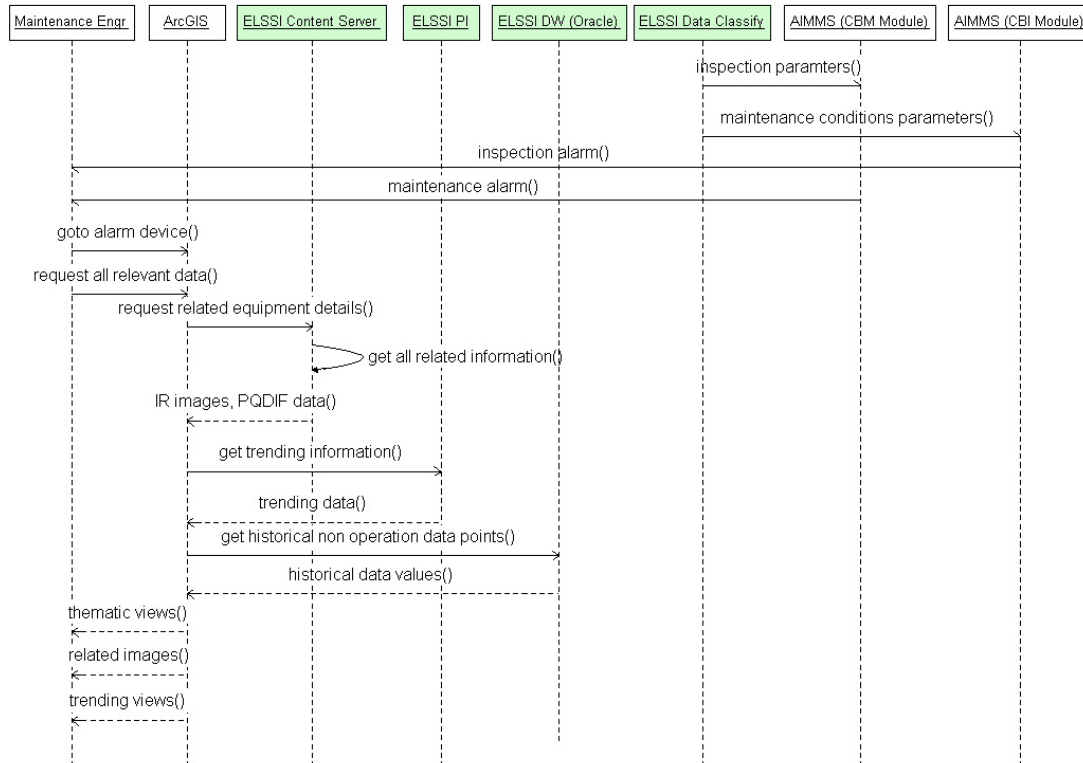 Maintenance Engr
ArcGIS
ELSSI Content Server
ELSSI PI
ELSSI DW (Oracle)
ELSSI Data Classify
AIMMS (CBM Module)
AIMMS (CBI Module)
inspection paramters()
maintenance conditions parameters()
inspection alarm()
maintenance alarm()
goto alarm device()
request all relevant data()
request related equipment details()
get all related information()
IR images, PQDIF data()
get trending information()
trending data()
get historical non operation data points()
historical data values()
thematic views()
related images()
trending views()